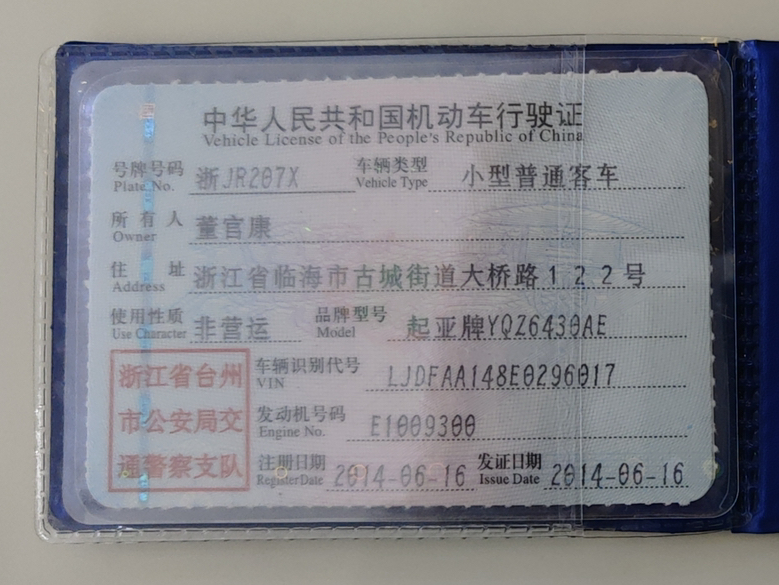 中华人民共和国机动车行驶证
Vehicle License of the People's Republic of China
号牌号码 浙JR207X 车辆类型 小型普通客车
Plate No. Vehicle Type
所有人 董官康
Owner
住址 浙江省临海市古城街道大桥路122号
Address
使用性质 非营运 品牌型号 起亚牌YQZ6430AE
Use Character Model
浙江省台州
市公安局交
通警察支队
车辆识别代号 LJDFAA148E0296017
VIN
发动机号码 E1009300
Engine No.
注册日期 2014-06-16 发证日期 2014-06-16
Register Date Issue Date